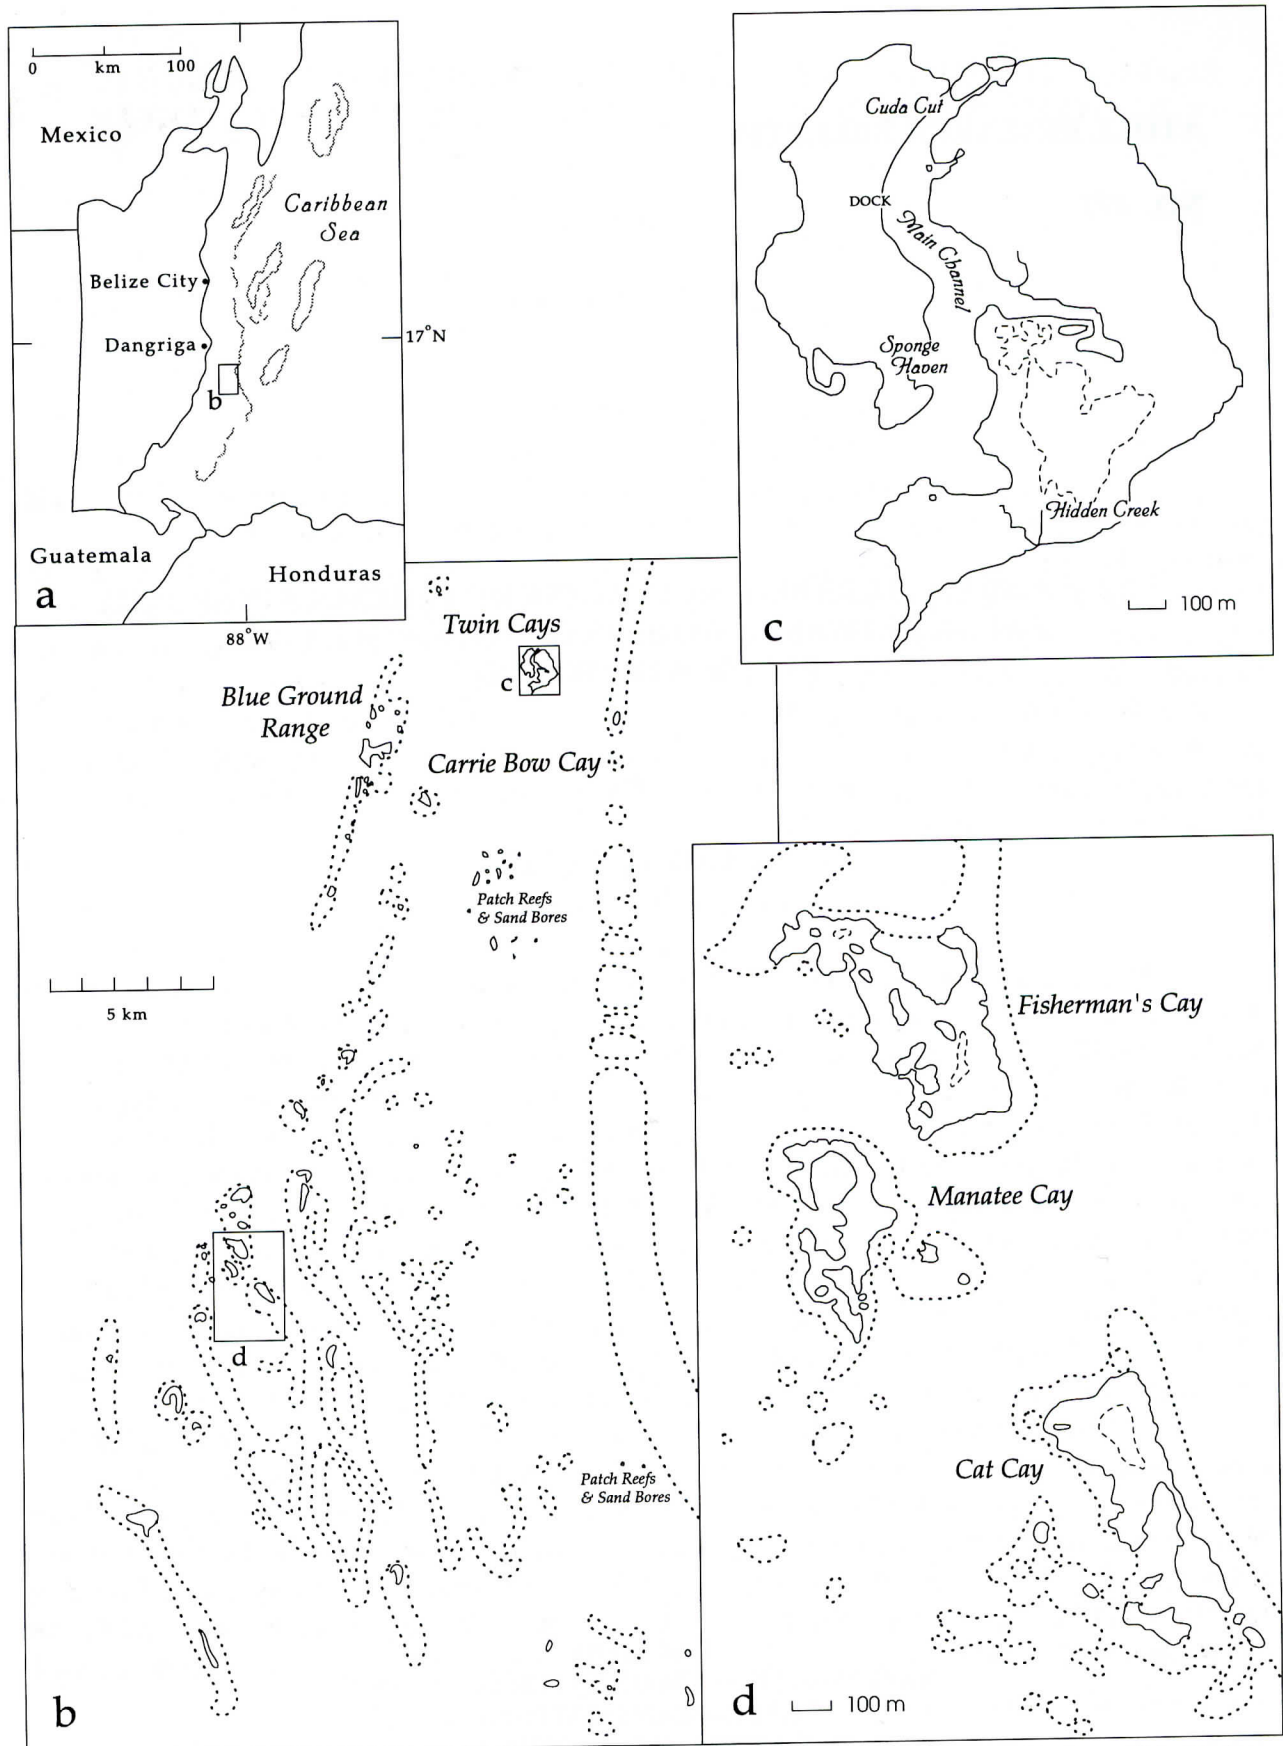 0 km 100
Mexico
Caribbean
Sea
Belize City
Dangriga
17°N
b
Guatemala
Honduras
a
88°W
Cuda Cut
DOCK
Main Channel
Sponge
Haven
Hidden Creek
100 m
c
Twin Cays
c
Blue Ground
Range
Carrie Bow Cay
Patch Reefs
& Sand Bores
5 km
d
Patch Reefs
& Sand Bores
b
Fisherman's Cay
Manatee Cay
Cat Cay
d
100 m